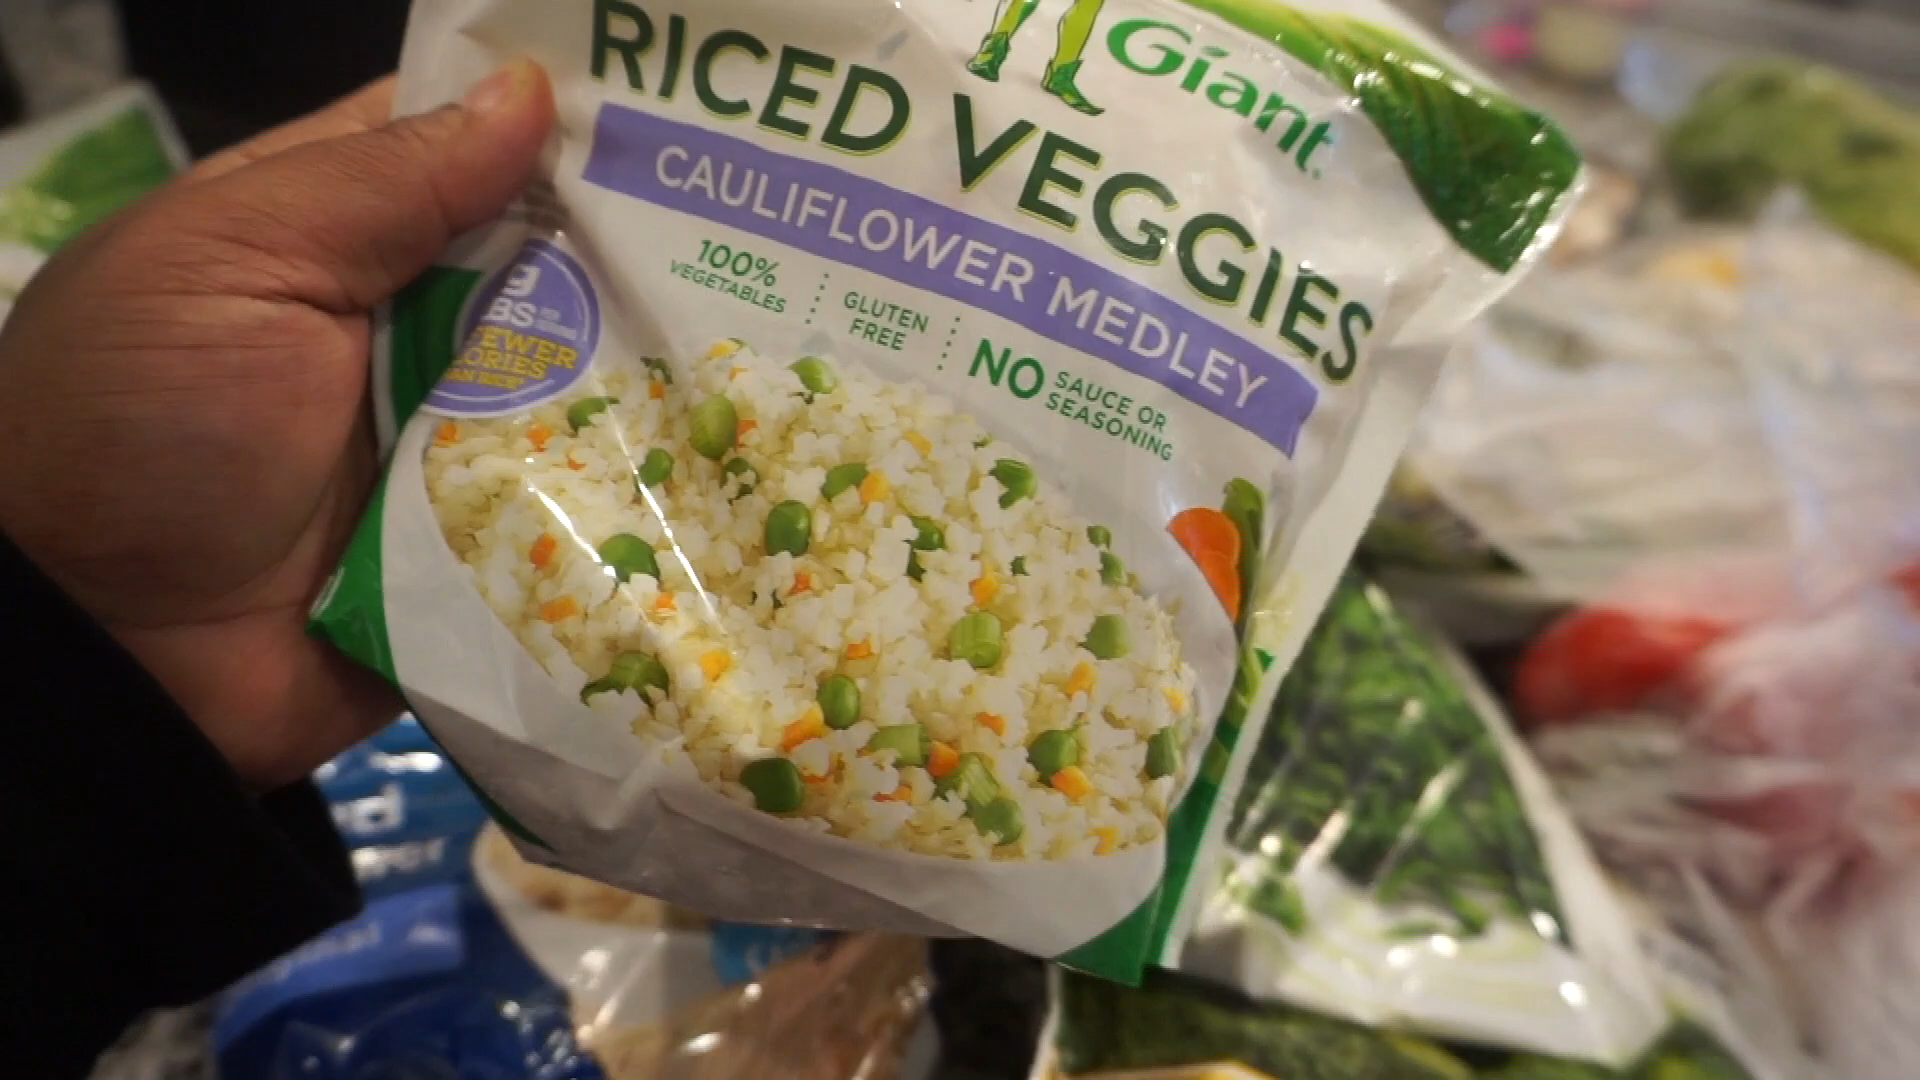 Giant
RICED VEGGIES
CAULIFLOWER MEDLEY
100%
VEGETABLES
GLUTEN
FREE
NO SAUCE OR
SEASONING